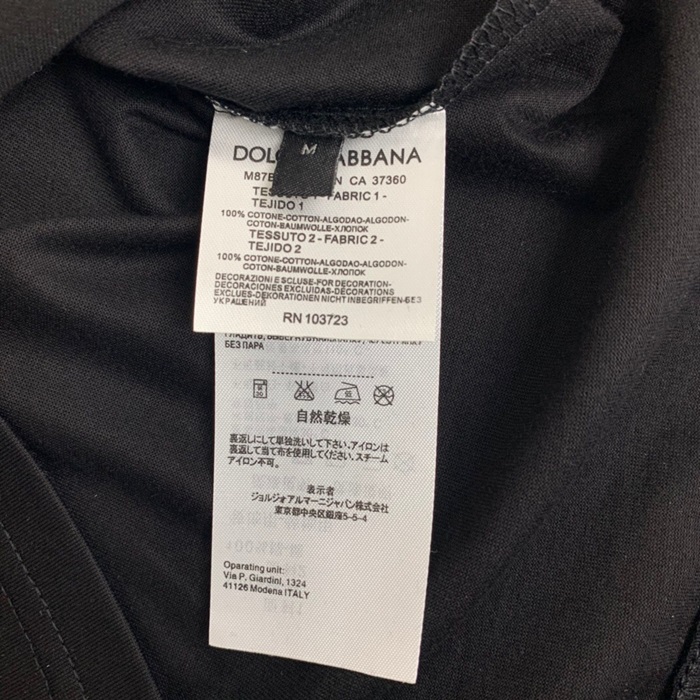 M
DOL ABBANA
M87B N CA 37360
TESSUTO 1-FABRIC 1-
TEJIDO 1
100% COTONE-COTTON-ALGODAO-ALGODON-
COTON-BAUMWOLLE-ХЛОПОК
TESSUTO 2-FABRIC 2-
TEJIDO 2
100% COTONE-COTTON-ALGODAO-ALGODON-
COTON-BAUMWOLLE-ХЛОПОК
DECORAZIONI ESCLUSE-FOR DECORATION-
DECORACIONES EXCLUIDAS-DECORATIONS
EXCLUES-DEKORATIONEN NICHT INBEGRIFFEN-БЕЗ
УКРАШЕНИЙ
RN 103723
БЕЗ ПАРА
自然乾燥
裏返しにして単独洗いして下さい。アイロンは
裏返して当て布を使用してください。スチーム
アイロン不可。
表示者
ジョルジォアルマーニジャパン株式会社
東京都中央区銀座5-5-4
Oparating unit:
Via P. Giardini, 1324
41126 Modena ITALY